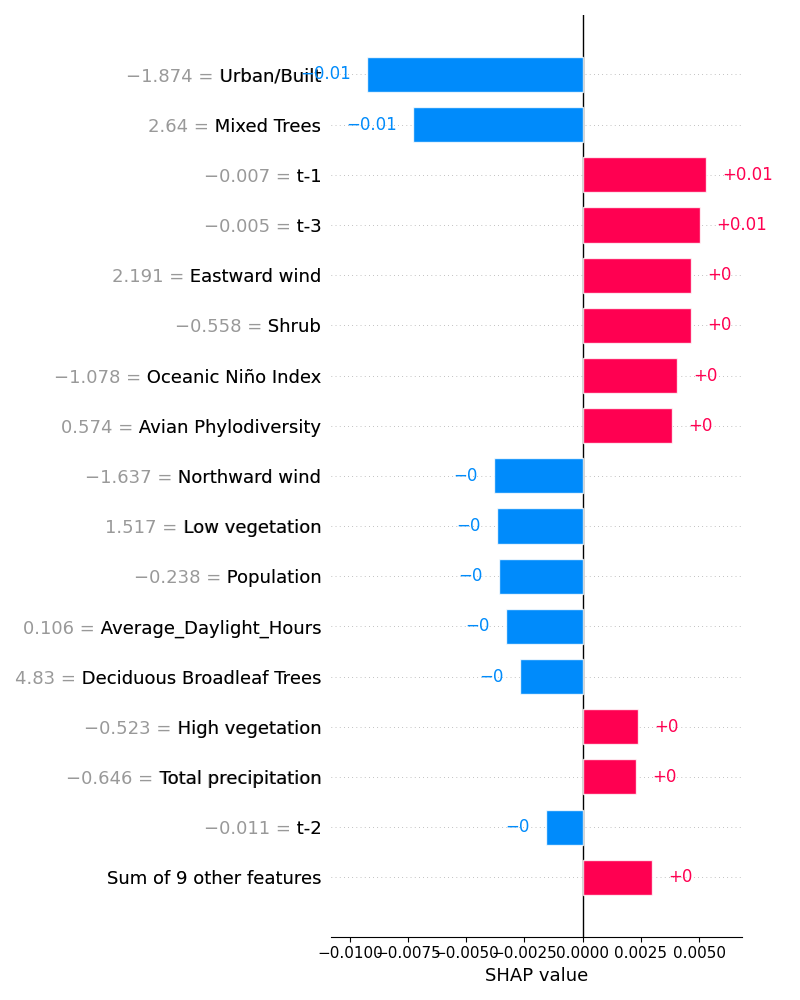 −1.874 = Urban/Built −0.01
2.64 = Mixed Trees −0.01
−0.007 = t-1 +0.01
−0.005 = t-3 +0.01
2.191 = Eastward wind +0
−0.558 = Shrub +0
−1.078 = Oceanic Niño Index +0
0.574 = Avian Phylodiversity +0
−1.637 = Northward wind −0
1.517 = Low vegetation −0
−0.238 = Population −0
0.106 = Average_Daylight_Hours −0
4.83 = Deciduous Broadleaf Trees −0
−0.523 = High vegetation +0
−0.646 = Total precipitation +0
−0.011 = t-2 −0
Sum of 9 other features +0
−0.0100 −0.0075 −0.0050 −0.0025 0.0000 0.0025 0.0050
SHAP value